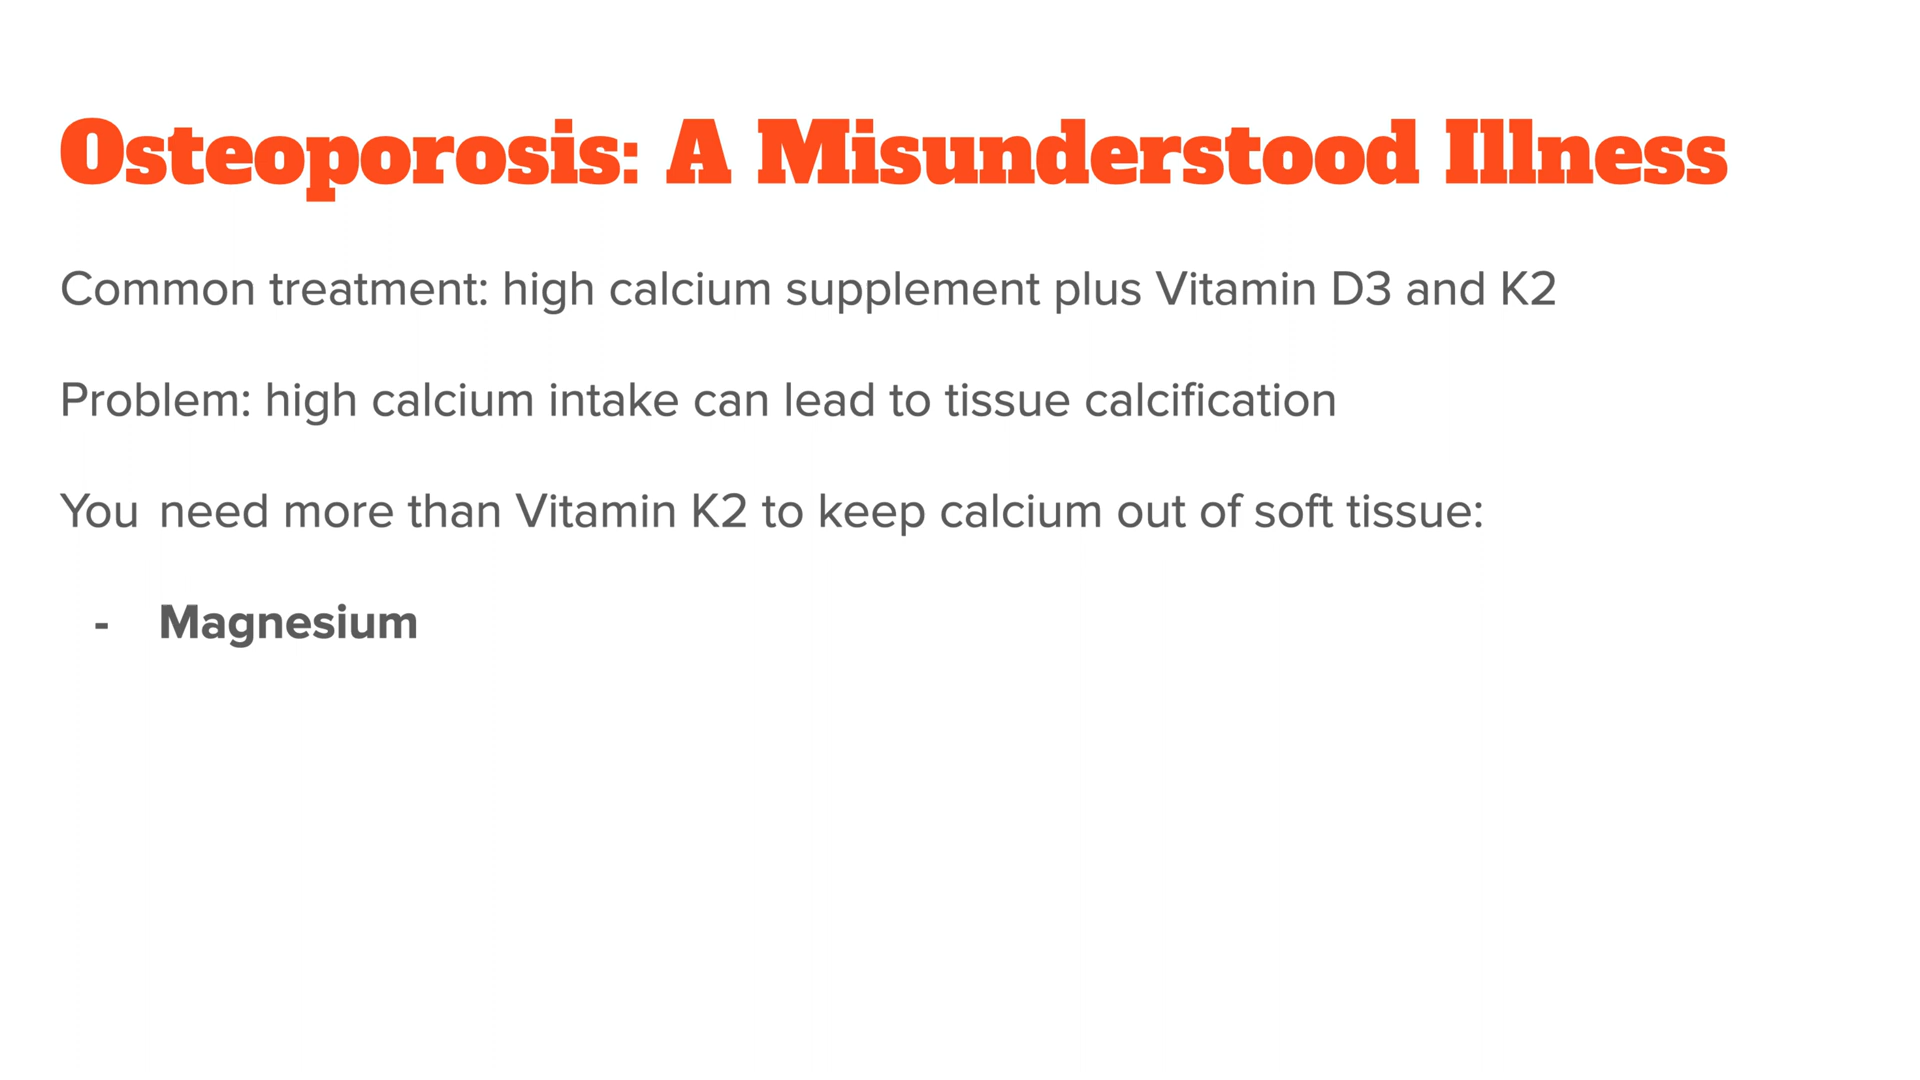 Osteoporosis: A Misunderstood Illness
Common treatment: high calcium supplement plus Vitamin D3 and K2
Problem: high calcium intake can lead to tissue calcification
You need more than Vitamin K2 to keep calcium out of soft tissue:
- Magnesium